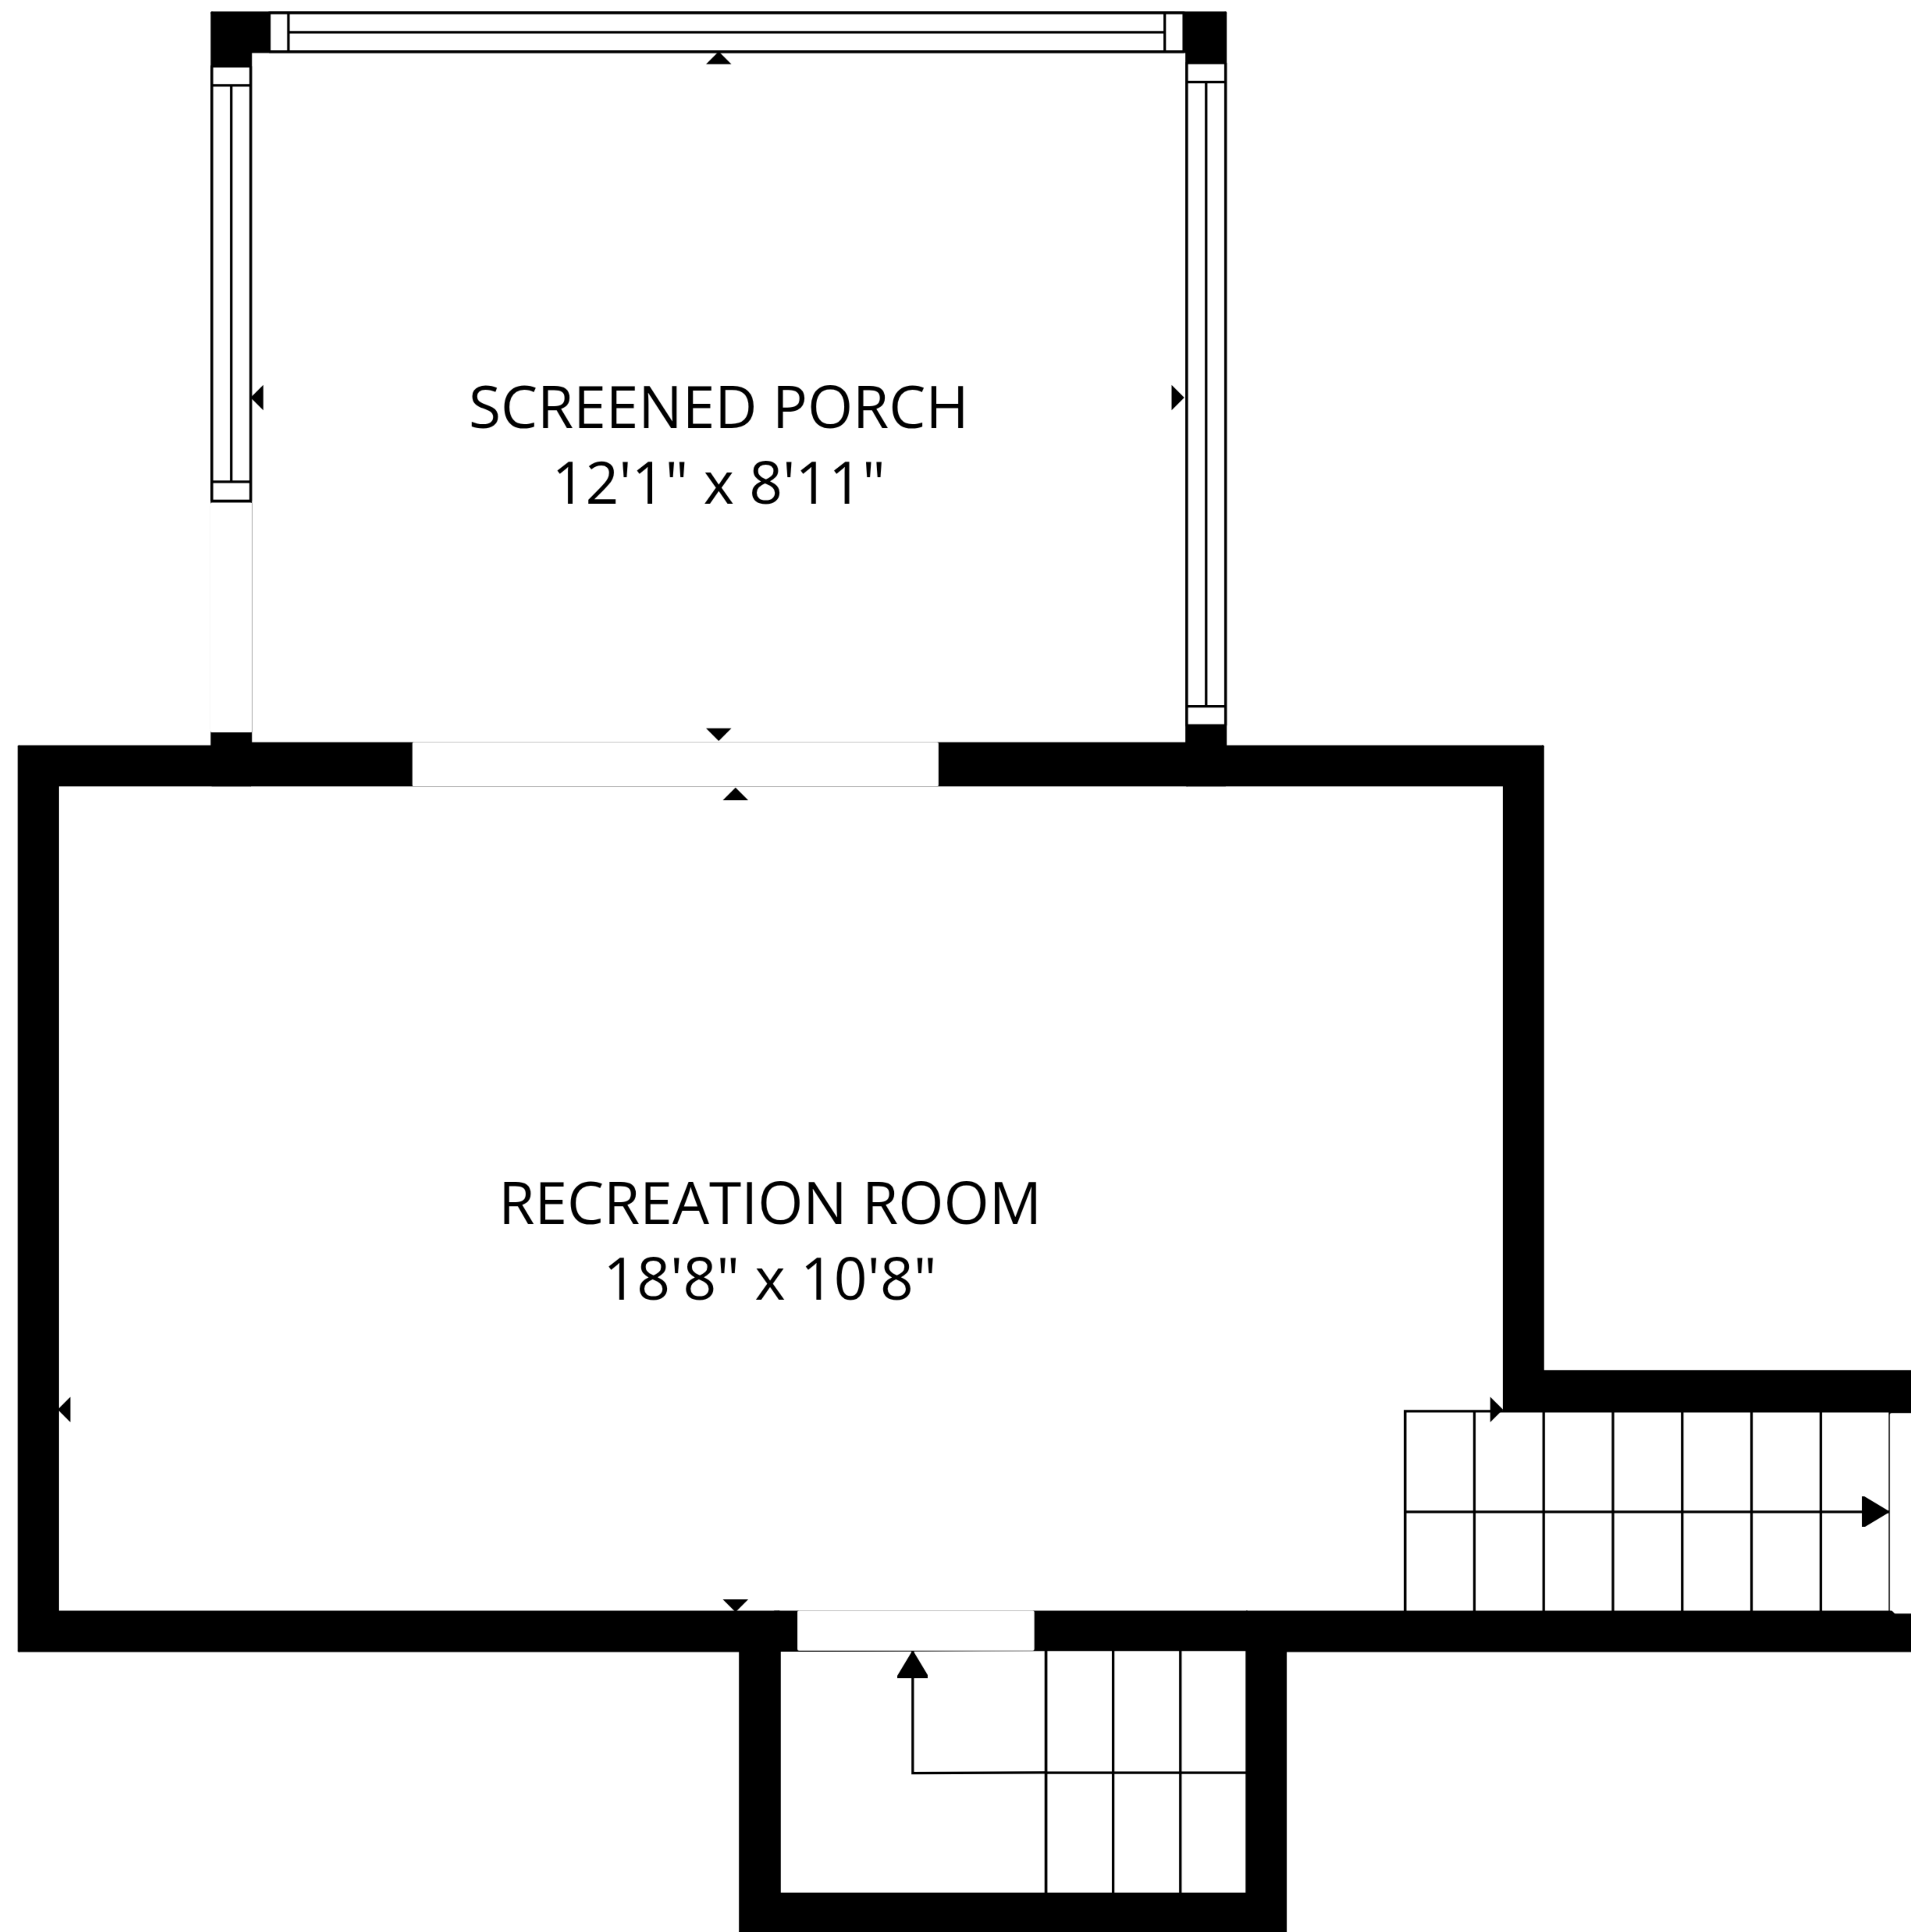 SCREENED PORCH
12'1" x 8'11"
RECREATION ROOM
18'8" x 10'8"